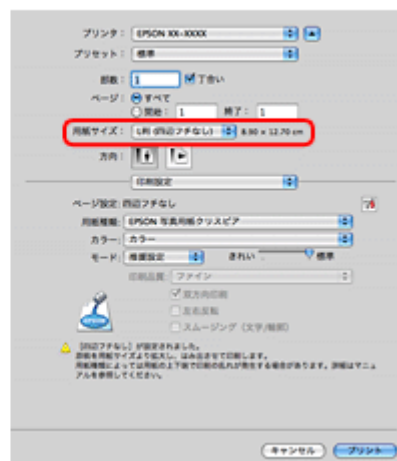 プリンタ： EPSON XX-XXXX
プリセット： 標準
部数： 1 丁合い
ページ： すべて
開始： 1 終了： 1
用紙サイズ： L判 (四辺フチなし) 8.90 x 12.70 cm
方向：
印刷設定
ページ設定: 四辺フチなし
用紙種類： EPSON 写真用紙クリスピア
カラー： カラー
モード： 推奨設定 きれい 標準
印刷品質： ファイン
双方向印刷
左右反転
スムージング (文字/輪郭)
[四辺フチなし] が設定されました。
原稿を用紙サイズより拡大し、はみ出させて印刷します。
用紙種類によっては用紙の上下端で印刷の乱れが発生する場合があります。詳細はマニュ
アルを参照してください。
EPSON
キャンセル プリント